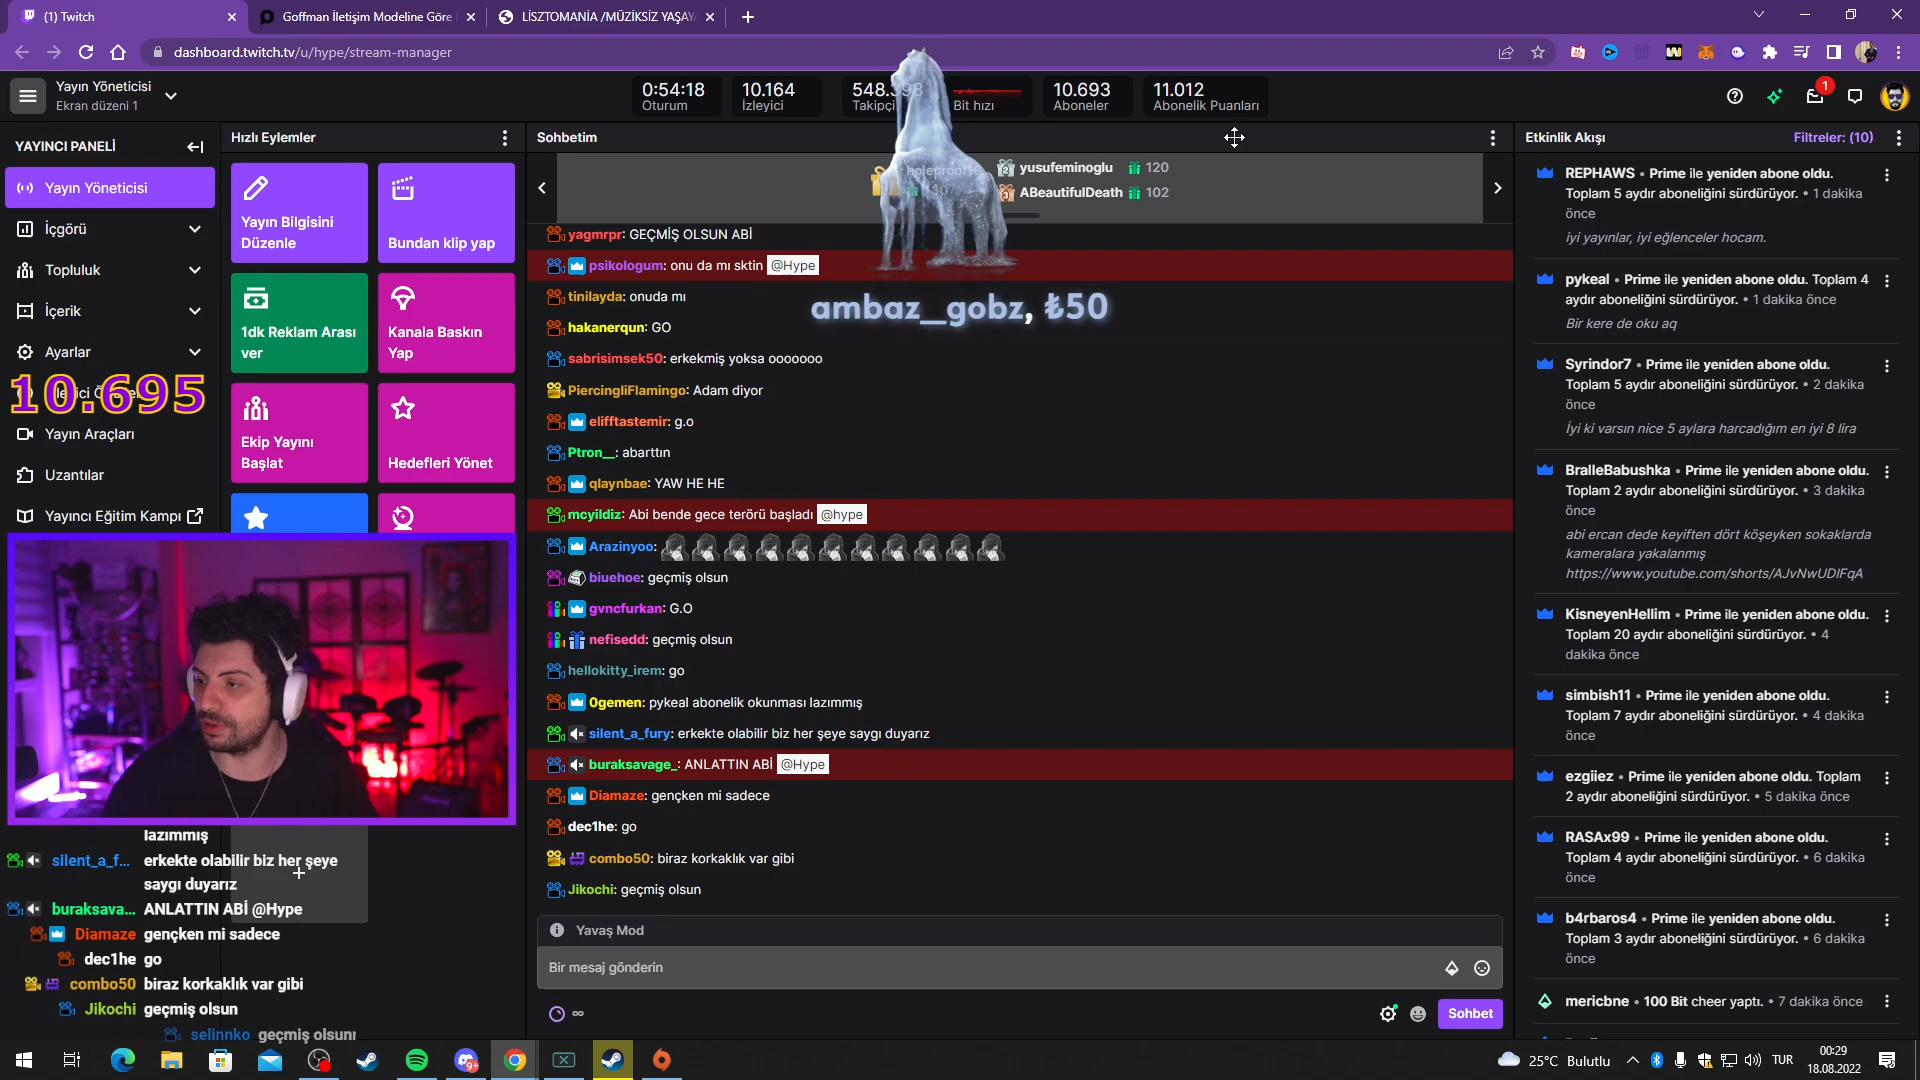 (1) Twitch
Goffman İletişim Modeline Göre
LİSZTOMANİA /MÜZİKSİZ YAŞAY
dashboard.twitch.tv/u/hype/stream-manager
Yayın Yöneticisi
Ekran düzeni 1
0:54:18
Oturum
10.164
İzleyici
Takipçi
Bit hızı
10.693
Aboneler
11.012
Abonelik Puanları
1
YAYINCI PANELİ
Yayın Yöneticisi
İçgörü
Topluluk
İçerik
Ayarlar
10.695
Yayın Araçları
Uzantılar
Yayıncı Eğitim Kampı
Hızlı Eylemler
Yayın Bilgisini
Düzenle
Bundan klip yap
1dk Reklam Arası
ver
Kanala Baskın
Yap
Ekip Yayını
Başlat
Hedefleri Yönet
Sohbetim
2 yusufeminoglu 120
3 ABeautifulDeath 102
yagmrpr: GEÇMİŞ OLSUN ABİ
psikologum: onu da mı sktin @Hype
tinilayda: onuda mı
hakanerqun: GO
sabrisimsek50: erkekmiş yoksa ooooooo
PiercingliFlamingo: Adam diyor
elifftastemir: g.o
Ptron__: abarttın
qlaynbae: YAW HE HE
mcyildiz: Abi bende gece terörü başladı @hype
Arazinyoo:
biuehoe: geçmiş olsun
gvncfurkan: G.O
nefisedd: geçmiş olsun
hellokitty_irem: go
0gemen: pykeal abonelik okunması lazımmış
silent_a_fury: erkekte olabilir biz her şeye saygı duyarız
buraksavage_: ANLATTIN ABİ @Hype
Diamaze: gençken mi sadece
dec1he: go
combo50: biraz korkaklık var gibi
Jikochi: geçmiş olsun
ambaz_gobz, ₺50
Yavaş Mod
Bir mesaj gönderin
Sohbet
Etkinlik Akışı
Filtreler: (10)
REPHAWS • Prime ile yeniden abone oldu.
Toplam 5 aydır aboneliğini sürdürüyor. • 1 dakika
önce
iyi yayınlar, iyi eğlenceler hocam.
pykeal • Prime ile yeniden abone oldu. Toplam 4
aydır aboneliğini sürdürüyor. • 1 dakika önce
Bir kere de oku aq
Syrindor7 • Prime ile yeniden abone oldu.
Toplam 5 aydır aboneliğini sürdürüyor. • 2 dakika
önce
İyi ki varsın nice 5 aylara harcadığım en iyi 8 lira
BralleBabushka • Prime ile yeniden abone oldu.
Toplam 2 aydır aboneliğini sürdürüyor. • 3 dakika
önce
abi ercan dede keyiften dört köşeyken sokaklarda
kameralara yakalanmış
https://www.youtube.com/shorts/AJvNwUDIFqA
KisneyenHellim • Prime ile yeniden abone oldu.
Toplam 20 aydır aboneliğini sürdürüyor. • 4
dakika önce
simbish11 • Prime ile yeniden abone oldu.
Toplam 7 aydır aboneliğini sürdürüyor. • 4 dakika
önce
ezgiiez • Prime ile yeniden abone oldu. Toplam
2 aydır aboneliğini sürdürüyor. • 5 dakika önce
RASAx99 • Prime ile yeniden abone oldu.
Toplam 4 aydır aboneliğini sürdürüyor. • 6 dakika
önce
b4rbaros4 • Prime ile yeniden abone oldu.
Toplam 3 aydır aboneliğini sürdürüyor. • 6 dakika
önce
mericbne • 100 Bit cheer yaptı. • 7 dakika önce
lazımmış
silent_a_f... erkekte olabilir biz her şeye
saygı duyarız
buraksava... ANLATTIN ABİ @Hype
Diamaze gençken mi sadece
dec1he go
combo50 biraz korkaklık var gibi
Jikochi geçmiş olsun
selinnko geçmiş olsunn
9+
25°C Bulutlu
TUR
00:29
18.08.2022